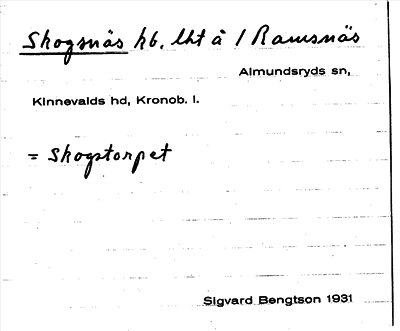 Skogsnäs hb. lht å 1 Ramsnäs
Almundsryds sn,
Kinnevalds hd, Kronob. l.
= Skogstorpet
Sigvard Bengtson 1931